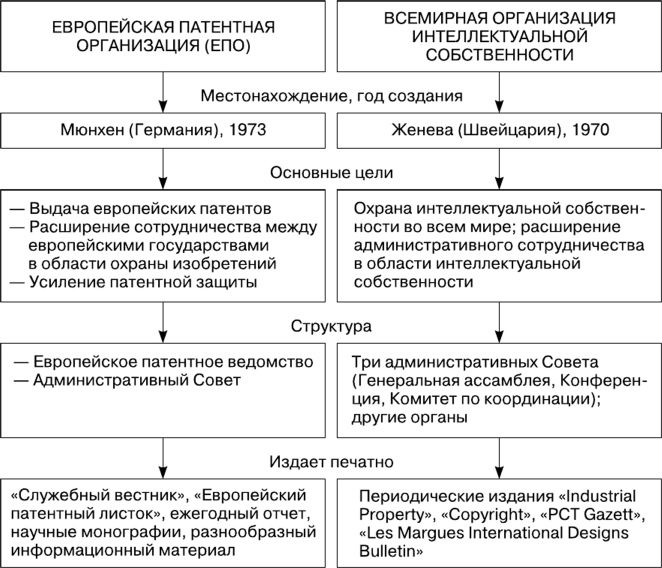 ЕВРОПЕЙСКАЯ ПАТЕНТНАЯ
ОРГАНИЗАЦИЯ (ЕПО)
ВСЕМИРНАЯ ОРГАНИЗАЦИЯ
ИНТЕЛЛЕКТУАЛЬНОЙ
СОБСТВЕННОСТИ
Местонахождение, год создания
Мюнхен (Германия), 1973
Женева (Швейцария), 1970
Основные цели
— Выдача европейских патентов
— Расширение сотрудничества между
европейскими государствами
в области охраны изобретений
— Усиление патентной защиты
Охрана интеллектуальной собствен-
ности во всем мире; расширение
административного сотрудничества
в области интеллектуальной
собственности
Структура
— Европейское патентное ведомство
— Административный Совет
Три административных Совета
(Генеральная ассамблея, Конферен-
ция, Комитет по координации);
другие органы
Издает печатно
«Служебный вестник», «Европейский
патентный листок», ежегодный отчет,
научные монографии, разнообразный
информационный материал
Периодические издания «Industrial
Property», «Copyright», «PCT Gazett»,
«Les Margues International Designs
Bulletin»